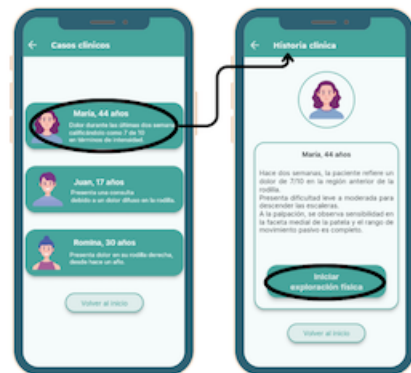 Casos clínicos
María, 44 años
Dolor durante las últimas dos semanas
calificándolo como 7 de 10
en términos de intensidad.
Juan, 17 años
Presenta una consulta
debido a un dolor difuso en la rodilla.
Romina, 30 años
Presenta dolor en su rodilla derecha,
desde hace un año.
Volver al inicio
Historia clínica
María, 44 años
Hace dos semanas, la paciente refiere un
dolor de 7/10 en la región anterior de la
rodilla.
Presenta dificultad leve a moderada para
descender las escaleras.
A la palpación, se observa sensibilidad en
la faceta medial de la patela y el rango de
movimiento pasivo es completo.
Iniciar
exploración física
Volver al inicio